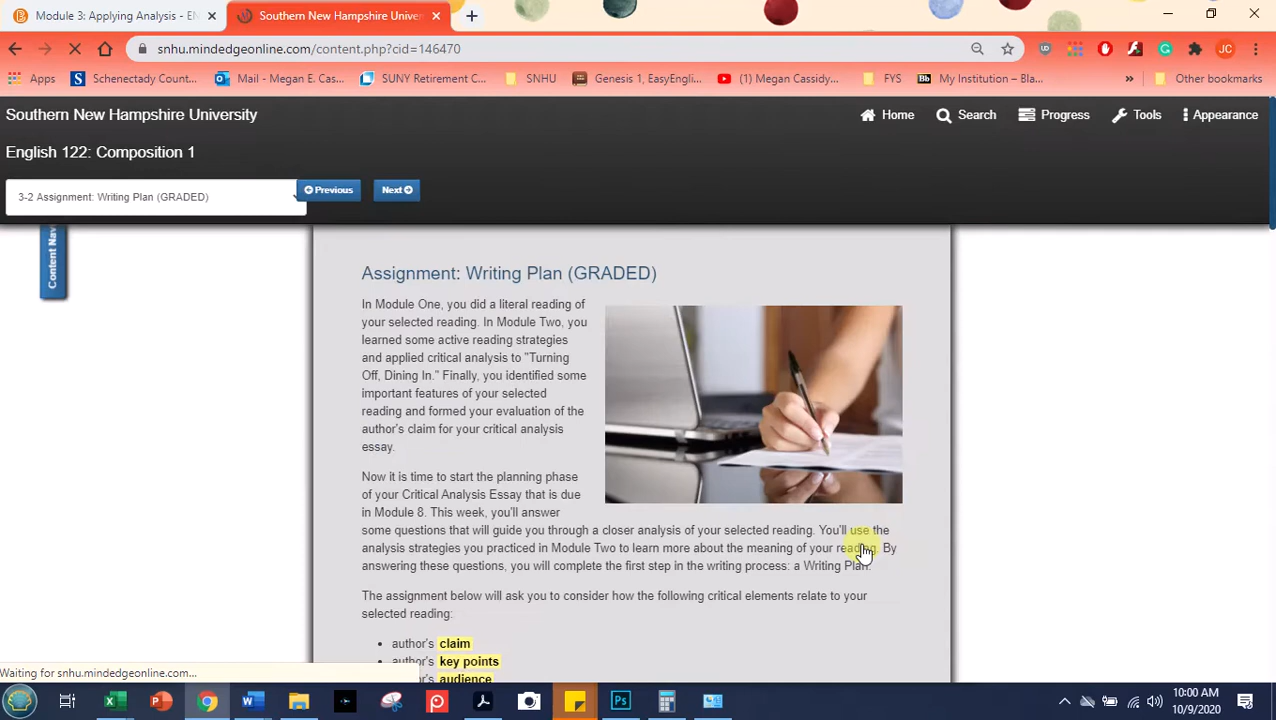 Module 3: Applying Analysis - EN
Southern New Hampshire Univer
snhu.mindedgeonline.com/content.php?cid=146470
JC
Apps
Schenectady Count...
Mail - Megan E. Cas...
SUNY Retirement C...
SNHU
Genesis 1, EasyEngli...
(1) Megan Cassidy...
FYS
Bb
My Institution – Bla...
»
Other bookmarks
Southern New Hampshire University
Home
Search
Progress
Tools
Appearance
English 122: Composition 1
3-2 Assignment: Writing Plan (GRADED)
Previous
Next
Content Navi
Assignment: Writing Plan (GRADED)
In Module One, you did a literal reading of
your selected reading. In Module Two, you
learned some active reading strategies
and applied critical analysis to "Turning
Off, Dining In." Finally, you identified some
important features of your selected
reading and formed your evaluation of the
author's claim for your critical analysis
essay.
Now it is time to start the planning phase
of your Critical Analysis Essay that is due
in Module 8. This week, you'll answer
some questions that will guide you through a closer analysis of your selected reading. You'll use the
analysis strategies you practiced in Module Two to learn more about the meaning of your reading. By
answering these questions, you will complete the first step in the writing process: a Writing Plan.
The assignment below will ask you to consider how the following critical elements relate to your
selected reading:
• author's claim
• author's key points
author's audience
Waiting for snhu.mindedgeonline.com...
10:00 AM
10/9/2020